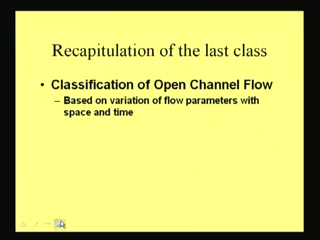 Recapitulation of the last class
• Classification of Open Channel Flow
– Based on variation of flow parameters with
space and time